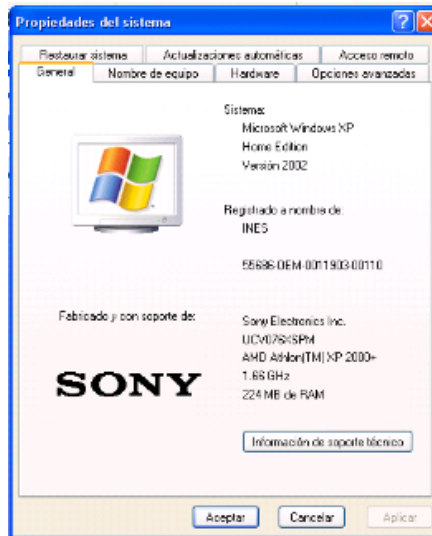 Propiedades del sistema
Restaurar sistema
Actualizaciones automáticas
Acceso remoto
General
Nombre de equipo
Hardware
Opciones avanzadas
Sistema:
Microsoft Windows XP
Home Edition
Versión 2002
Registrado a nombre de:
INES
55686-OEM-0011903-00110
Fabricado y con soporte de:
SONY
Sony Electronics Inc.
UCV076XSPM
AMD Athlon(TM) XP 2000+
1.66 GHz
224 MB de RAM
Información de soporte técnico
Aceptar
Cancelar
Aplicar